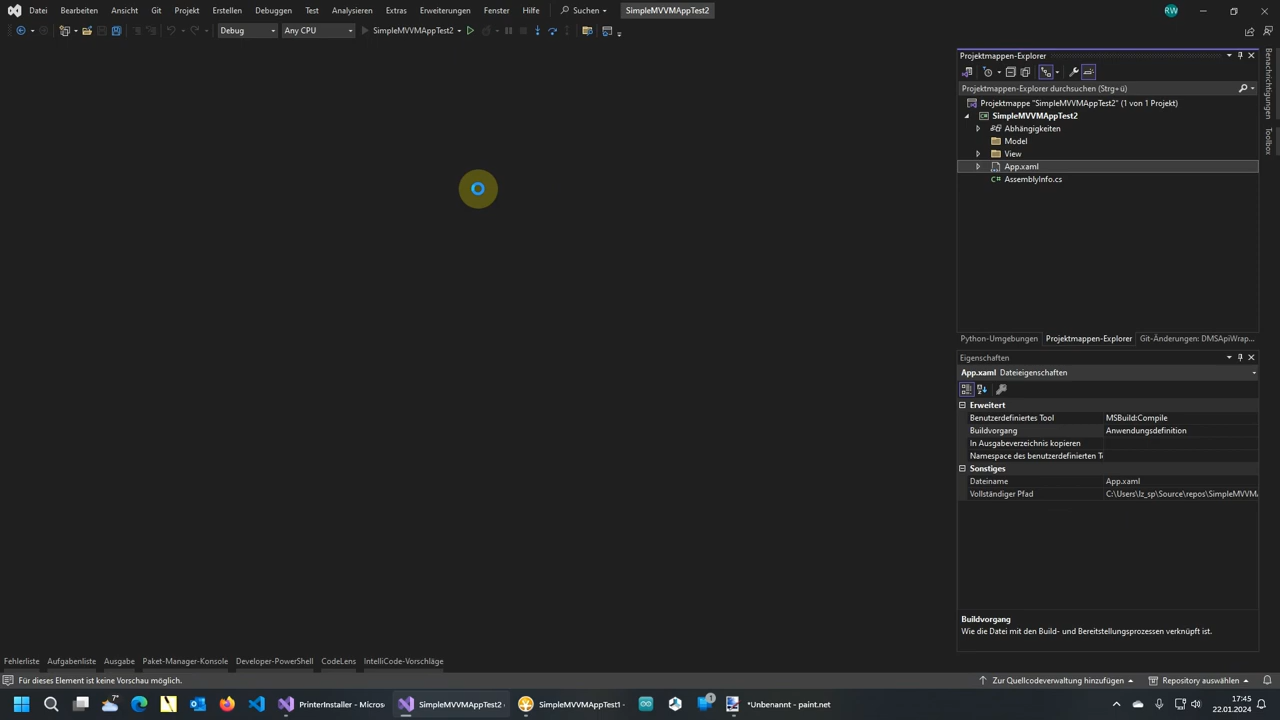 Datei Bearbeiten Ansicht Git Projekt Erstellen Debuggen Test Analysieren Extras Erweiterungen Fenster Hilfe Suchen SimpleMVVMAppTest2 RW
Debug Any CPU SimpleMVVMAppTest2
Projektmappen-Explorer
Projektmappen-Explorer durchsuchen (Strg+ü)
Projektmappe "SimpleMVVMAppTest2" (1 von 1 Projekt)
SimpleMVVMAppTest2
Abhängigkeiten
Model
View
App.xaml
C# AssemblyInfo.cs
Benachrichtigungen
Toolbox
Python-Umgebungen Projektmappen-Explorer Git-Änderungen: DMSApiWrap...
Eigenschaften
App.xaml Dateieigenschaften
Erweitert
Benutzerdefiniertes Tool MSBuild:Compile
Buildvorgang Anwendungsdefinition
In Ausgabeverzeichnis kopieren
Namespace des benutzerdefinierten T
Sonstiges
Dateiname App.xaml
Vollständiger Pfad C:\Users\lz_sp\Source\repos\SimpleMVVM
Buildvorgang
Wie die Datei mit den Build- und Bereitstellungsprozessen verknüpft ist.
Fehlerliste Aufgabenliste Ausgabe Paket-Manager-Konsole Developer-PowerShell CodeLens IntelliCode-Vorschläge
Für dieses Element ist keine Vorschau möglich. Zur Quellcodeverwaltung hinzufügen Repository auswählen
7° PrinterInstaller - Micros SimpleMVVMAppTest2 SimpleMVVMAppTest1 1 *Unbenannt - paint.net 17:45
22.01.2024